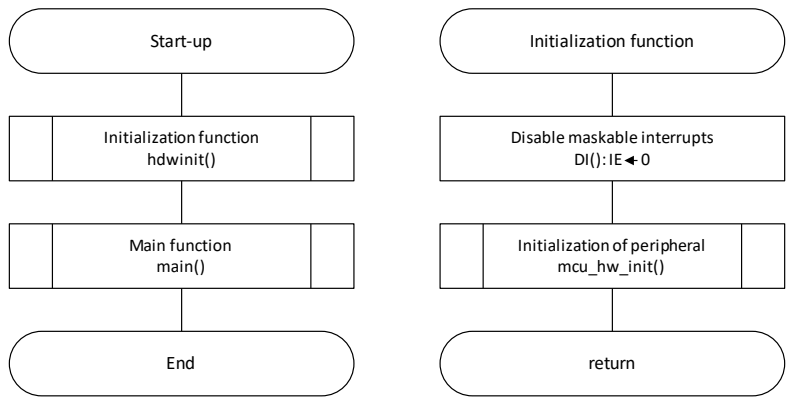 Start-up
Initialization function
hdwinit()
Main function
main()
End
Initialization function
Disable maskable interrupts
DI():IE←0
Initialization of peripheral
mcu_hw_init()
return